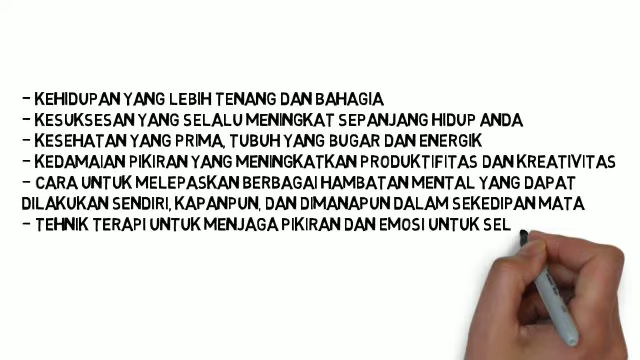 - KEHIDUPAN YANG LEBIH TENANG DAN BAHAGIA
- KESUKSESAN YANG SELALU MENINGKAT SEPANJANG HIDUP ANDA
- KESEHATAN YANG PRIMA, TUBUH YANG BUGAR DAN ENERGIK
- KEDAMAIAN PIKIRAN YANG MENINGKATKAN PRODUKTIFITAS DAN KREATIVITAS
- CARA UNTUK MELEPASKAN BERBAGAI HAMBATAN MENTAL YANG DAPAT
DILAKUKAN SENDIRI, KAPANPUN, DAN DIMANAPUN DALAM SEKEDIPAN MATA
- TEHNIK TERAPI UNTUK MENJAGA PIKIRAN DAN EMOSI UNTUK SEL